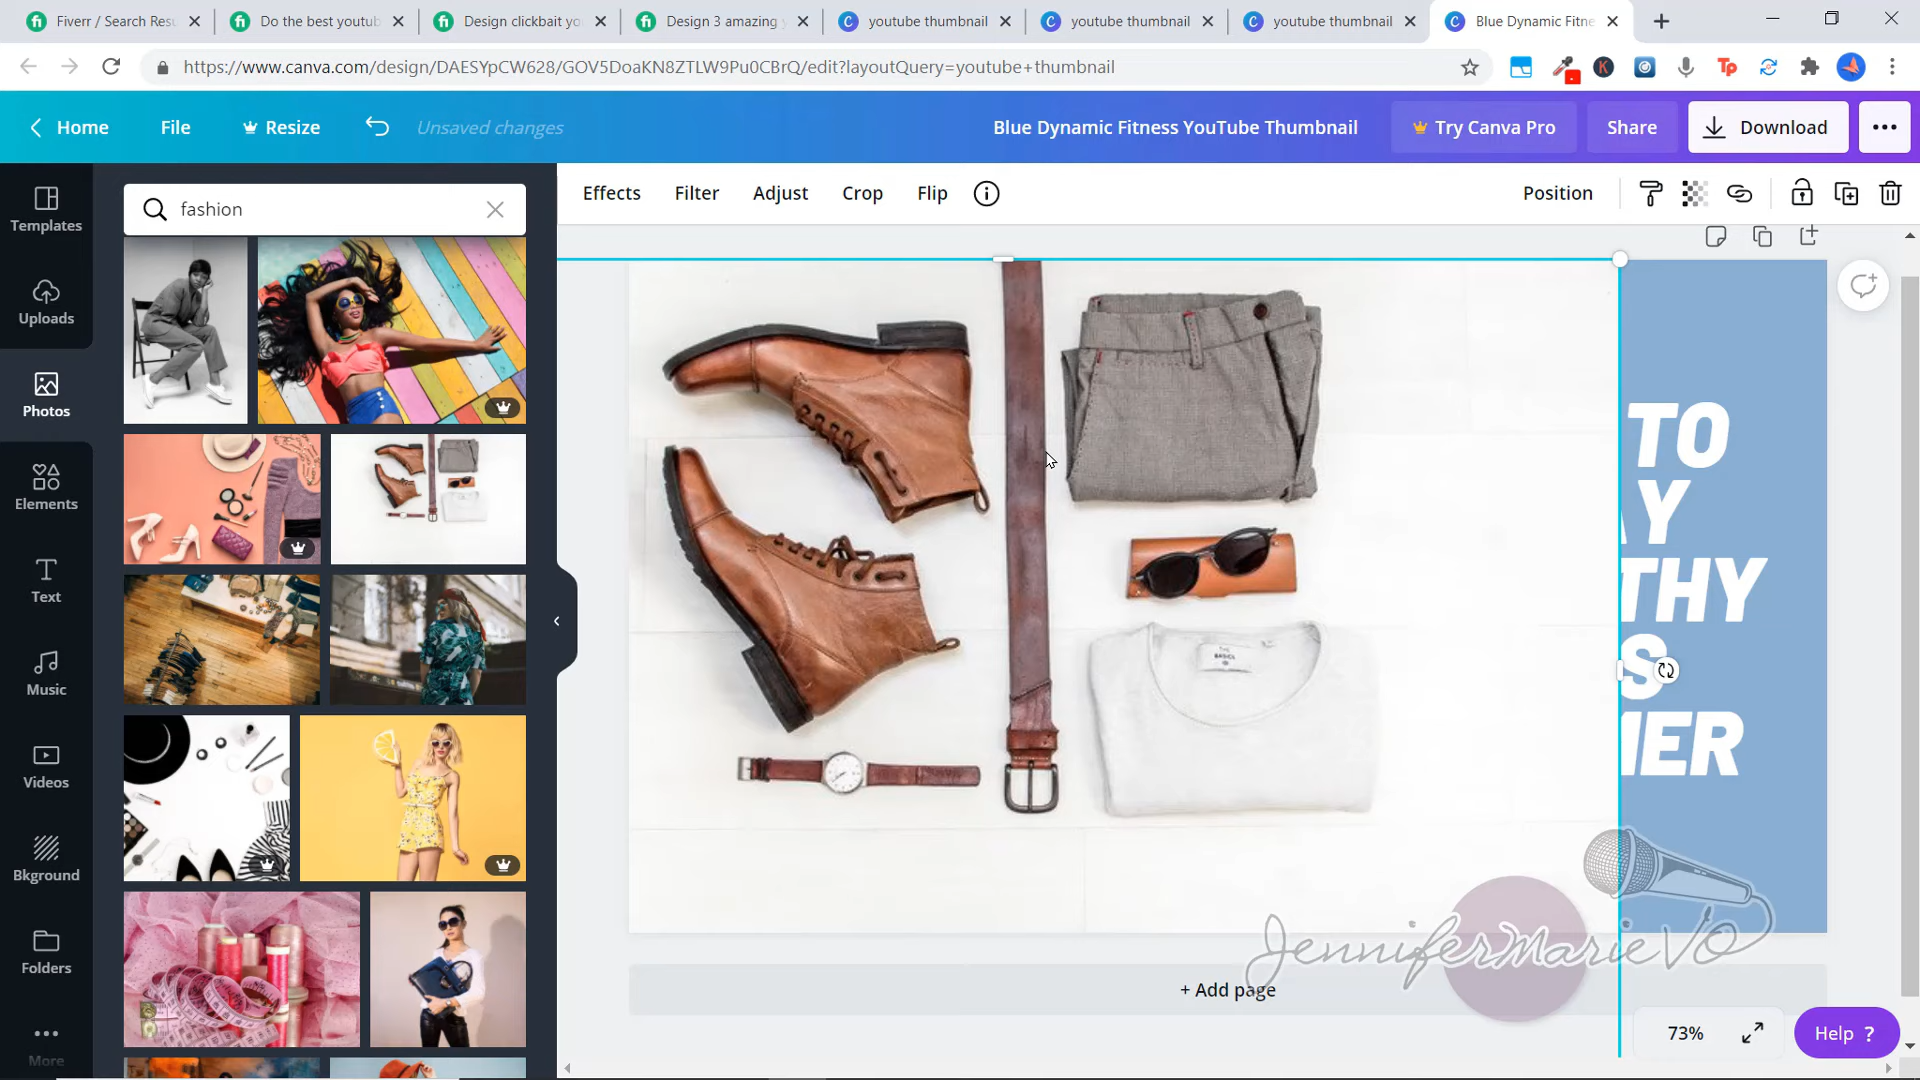 Fiverr / Search Resu
Do the best youtub
Design clickbait yo
Design 3 amazing y
youtube thumbnail
youtube thumbnail
youtube thumbnail
Blue Dynamic Fitne
https://www.canva.com/design/DAESYpCW628/GOV5DoaKN8ZTLW9Pu0CBrQ/edit?layoutQuery=youtube+thumbnail
Home
File
Resize
Unsaved changes
Blue Dynamic Fitness YouTube Thumbnail
Try Canva Pro
Share
Download
Templates
Uploads
Photos
Elements
Text
Music
Videos
Bkground
Folders
More
fashion
Effects
Filter
Adjust
Crop
Flip
Position
THE
BASICS
TO
Y
THY
S
MER
JenniferMarieVO
+ Add page
73%
Help ?